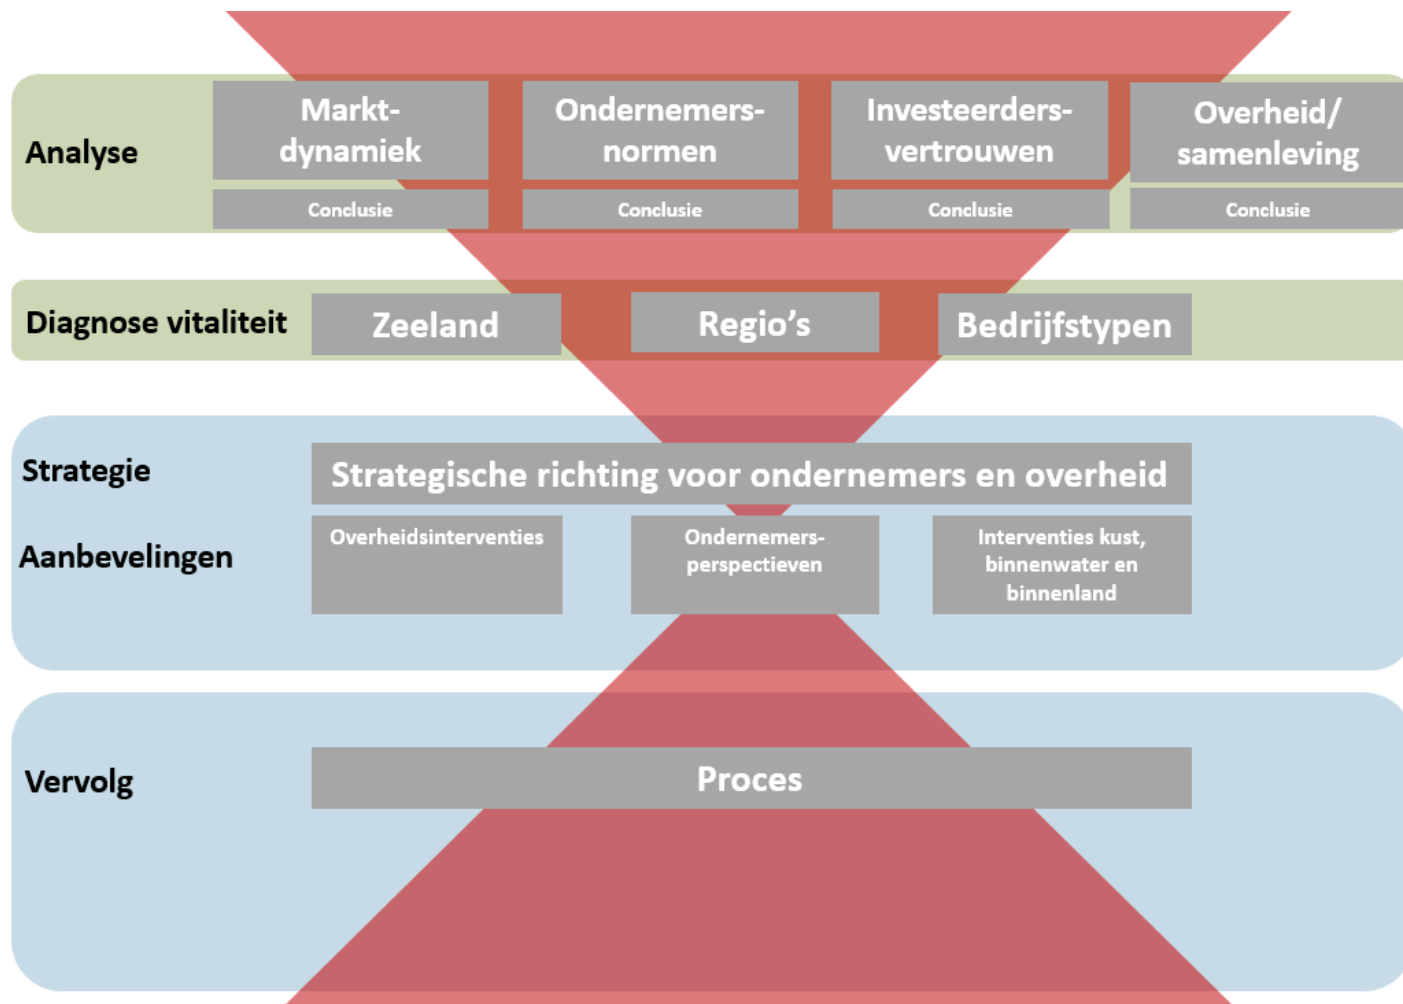 Analyse
Markt-
dynamiek
Ondernemers-
normen
Investeerders-
vertrouwen
Overheid/
samenleving
Conclusie
Conclusie
Conclusie
Conclusie
Diagnose vitaliteit
Zeeland
Regio’s
Bedrijfstypen
Strategie
Strategische richting voor ondernemers en overheid
Aanbevelingen
Overheidsinterventies
Ondernemers-
perspectieven
Interventies kust,
binnenwater en
binnenland
Vervolg
Proces